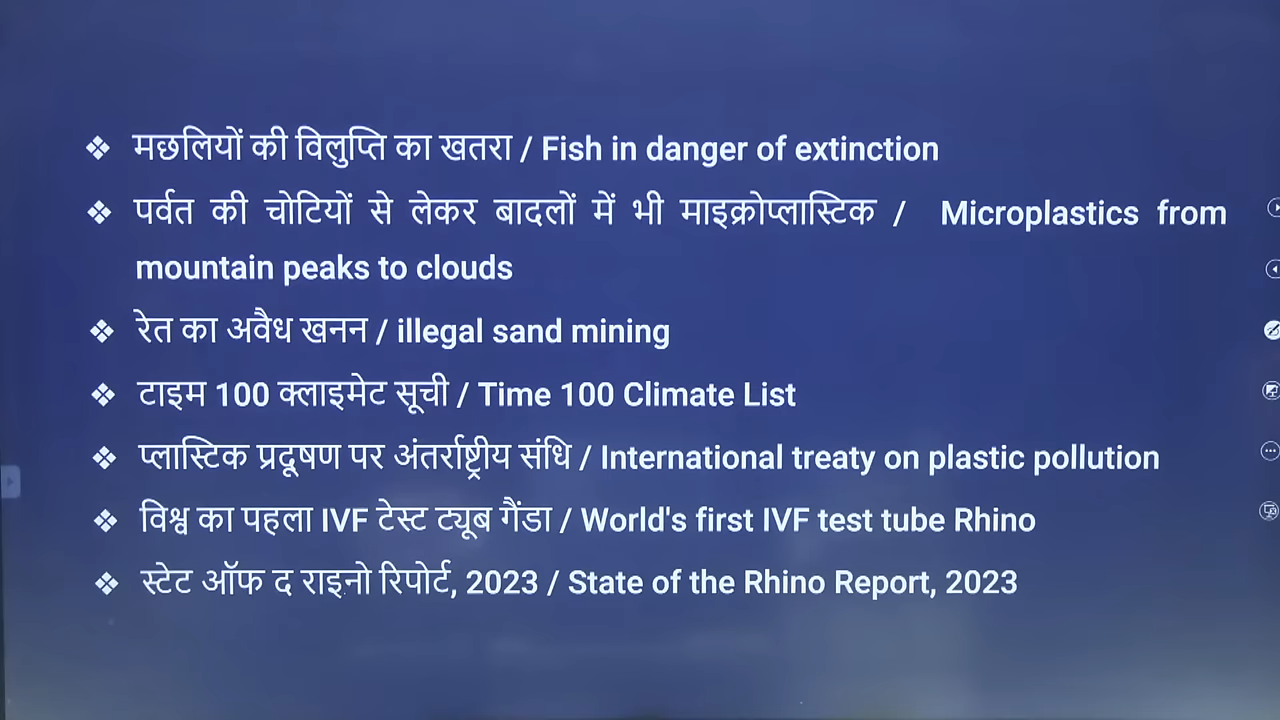 ❖ मछलियों की विलुप्ति का खतरा / Fish in danger of extinction
❖ पर्वत की चोटियों से लेकर बादलों में भी माइक्रोप्लास्टिक / Microplastics from
mountain peaks to clouds
❖ रेत का अवैध खनन / illegal sand mining
❖ टाइम 100 क्लाइमेट सूची / Time 100 Climate List
❖ प्लास्टिक प्रदूषण पर अंतर्राष्ट्रीय संधि / International treaty on plastic pollution
❖ विश्व का पहला IVF टेस्ट ट्यूब गैंडा / World's first IVF test tube Rhino
❖ स्टेट ऑफ द राइनो रिपोर्ट, 2023 / State of the Rhino Report, 2023